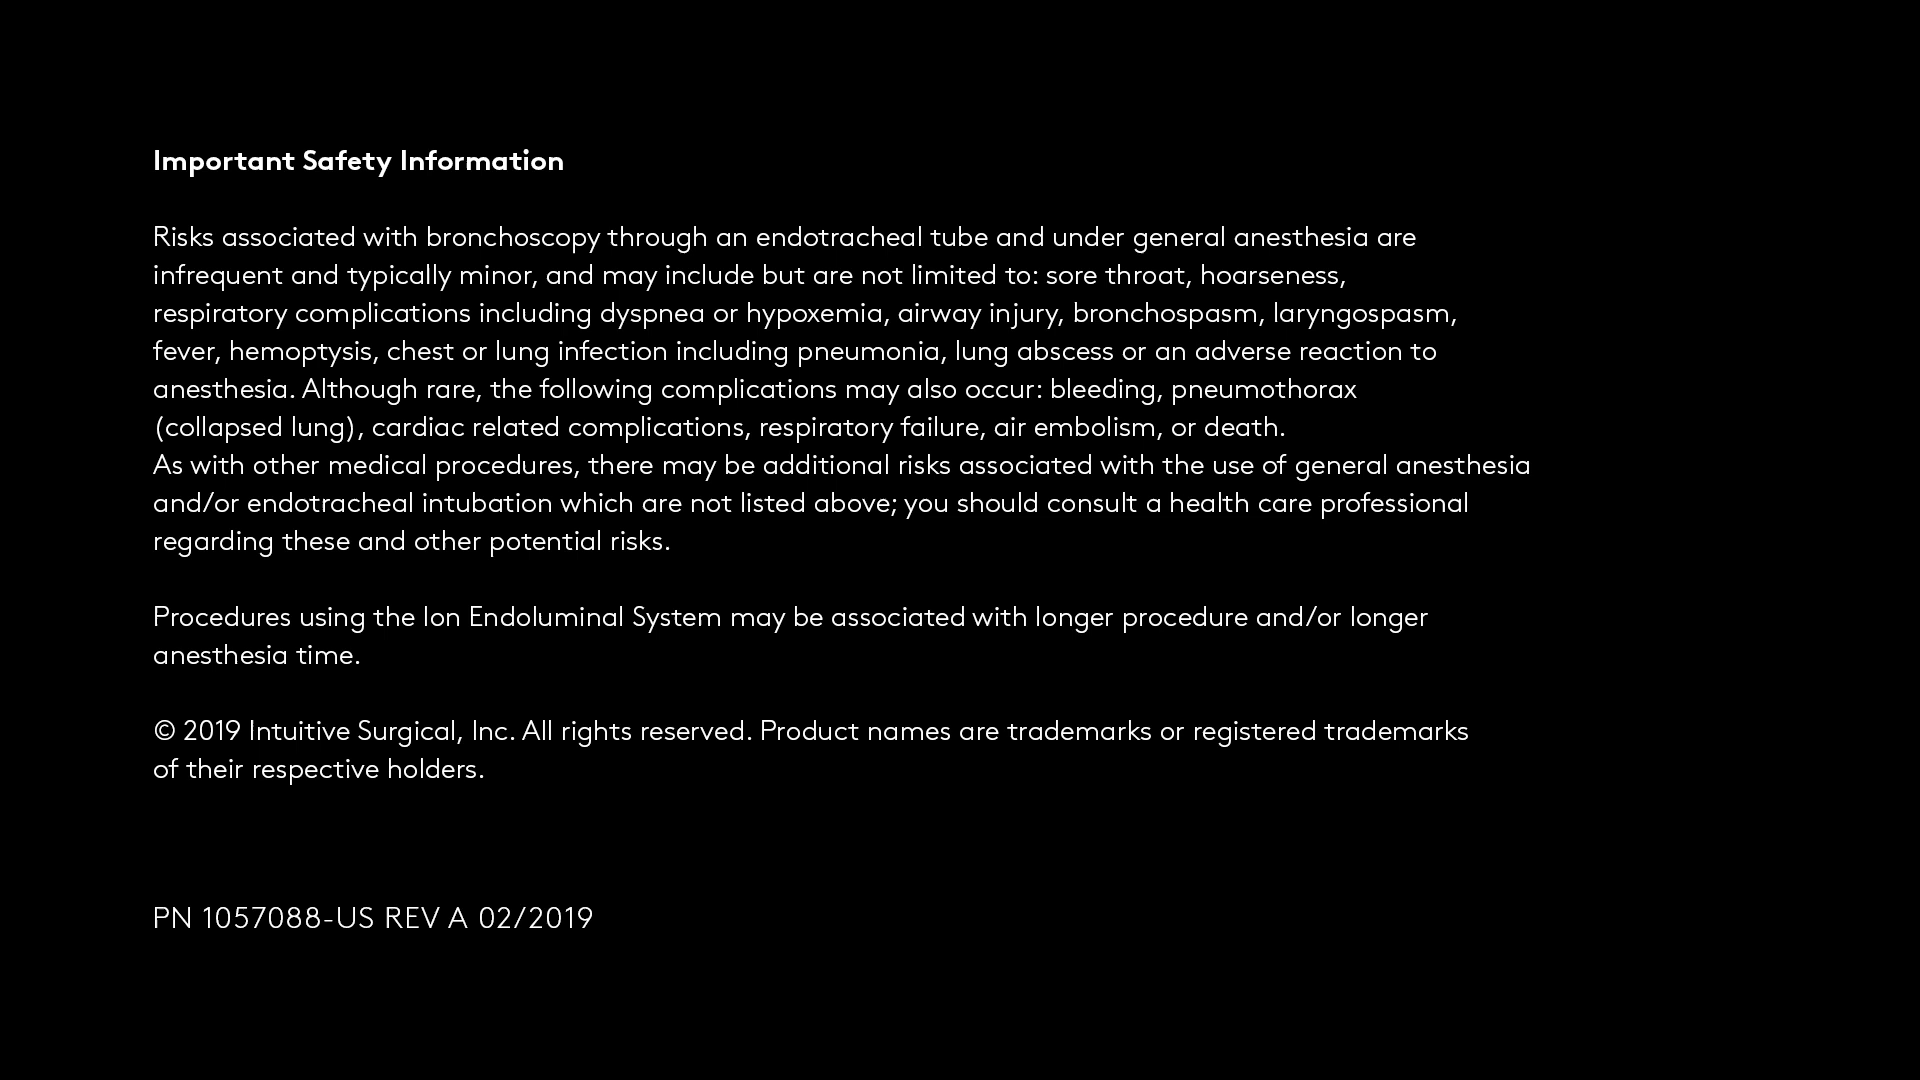 Important Safety Information
Risks associated with bronchoscopy through an endotracheal tube and under general anesthesia are
infrequent and typically minor, and may include but are not limited to: sore throat, hoarseness,
respiratory complications including dyspnea or hypoxemia, airway injury, bronchospasm, laryngospasm,
fever, hemoptysis, chest or lung infection including pneumonia, lung abscess or an adverse reaction to
anesthesia. Although rare, the following complications may also occur: bleeding, pneumothorax
(collapsed lung), cardiac related complications, respiratory failure, air embolism, or death.
As with other medical procedures, there may be additional risks associated with the use of general anesthesia
and/or endotracheal intubation which are not listed above; you should consult a health care professional
regarding these and other potential risks.
Procedures using the Ion Endoluminal System may be associated with longer procedure and/or longer
anesthesia time.
© 2019 Intuitive Surgical, Inc. All rights reserved. Product names are trademarks or registered trademarks
of their respective holders.
PN 1057088-US REV A 02/2019